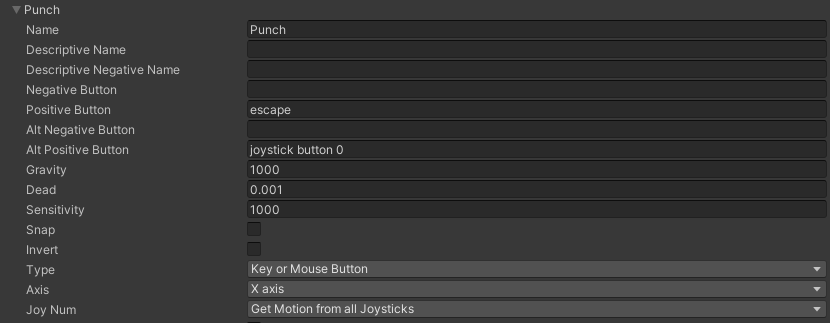 Punch
Name Punch
Descriptive Name
Descriptive Negative Name
Negative Button
Positive Button escape
Alt Negative Button
Alt Positive Button joystick button 0
Gravity 1000
Dead 0.001
Sensitivity 1000
Snap
Invert
Type Key or Mouse Button
Axis X axis
Joy Num Get Motion from all Joysticks